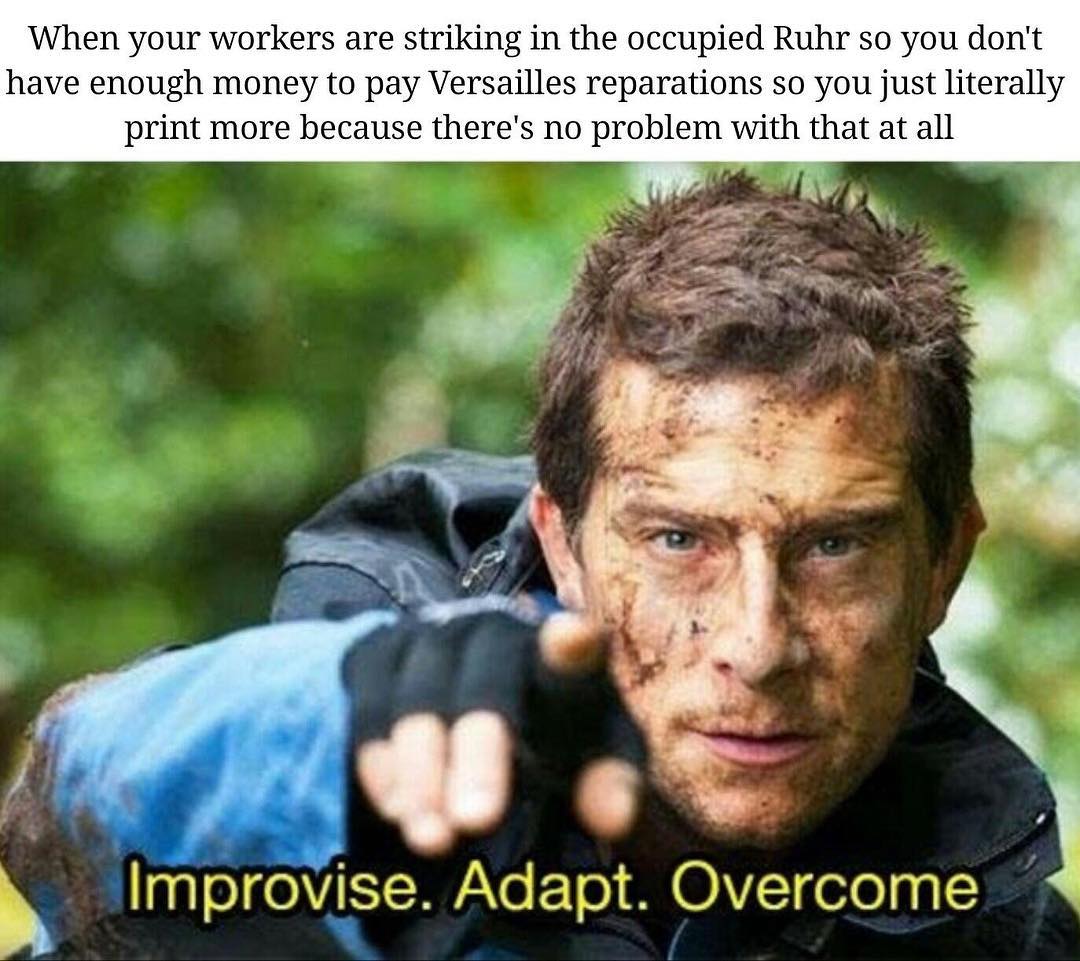 When your workers are striking in the occupied Ruhr so you don't
have enough money to pay Versailles reparations so you just literally
print more because there's no problem with that at all
Improvise. Adapt. Overcome